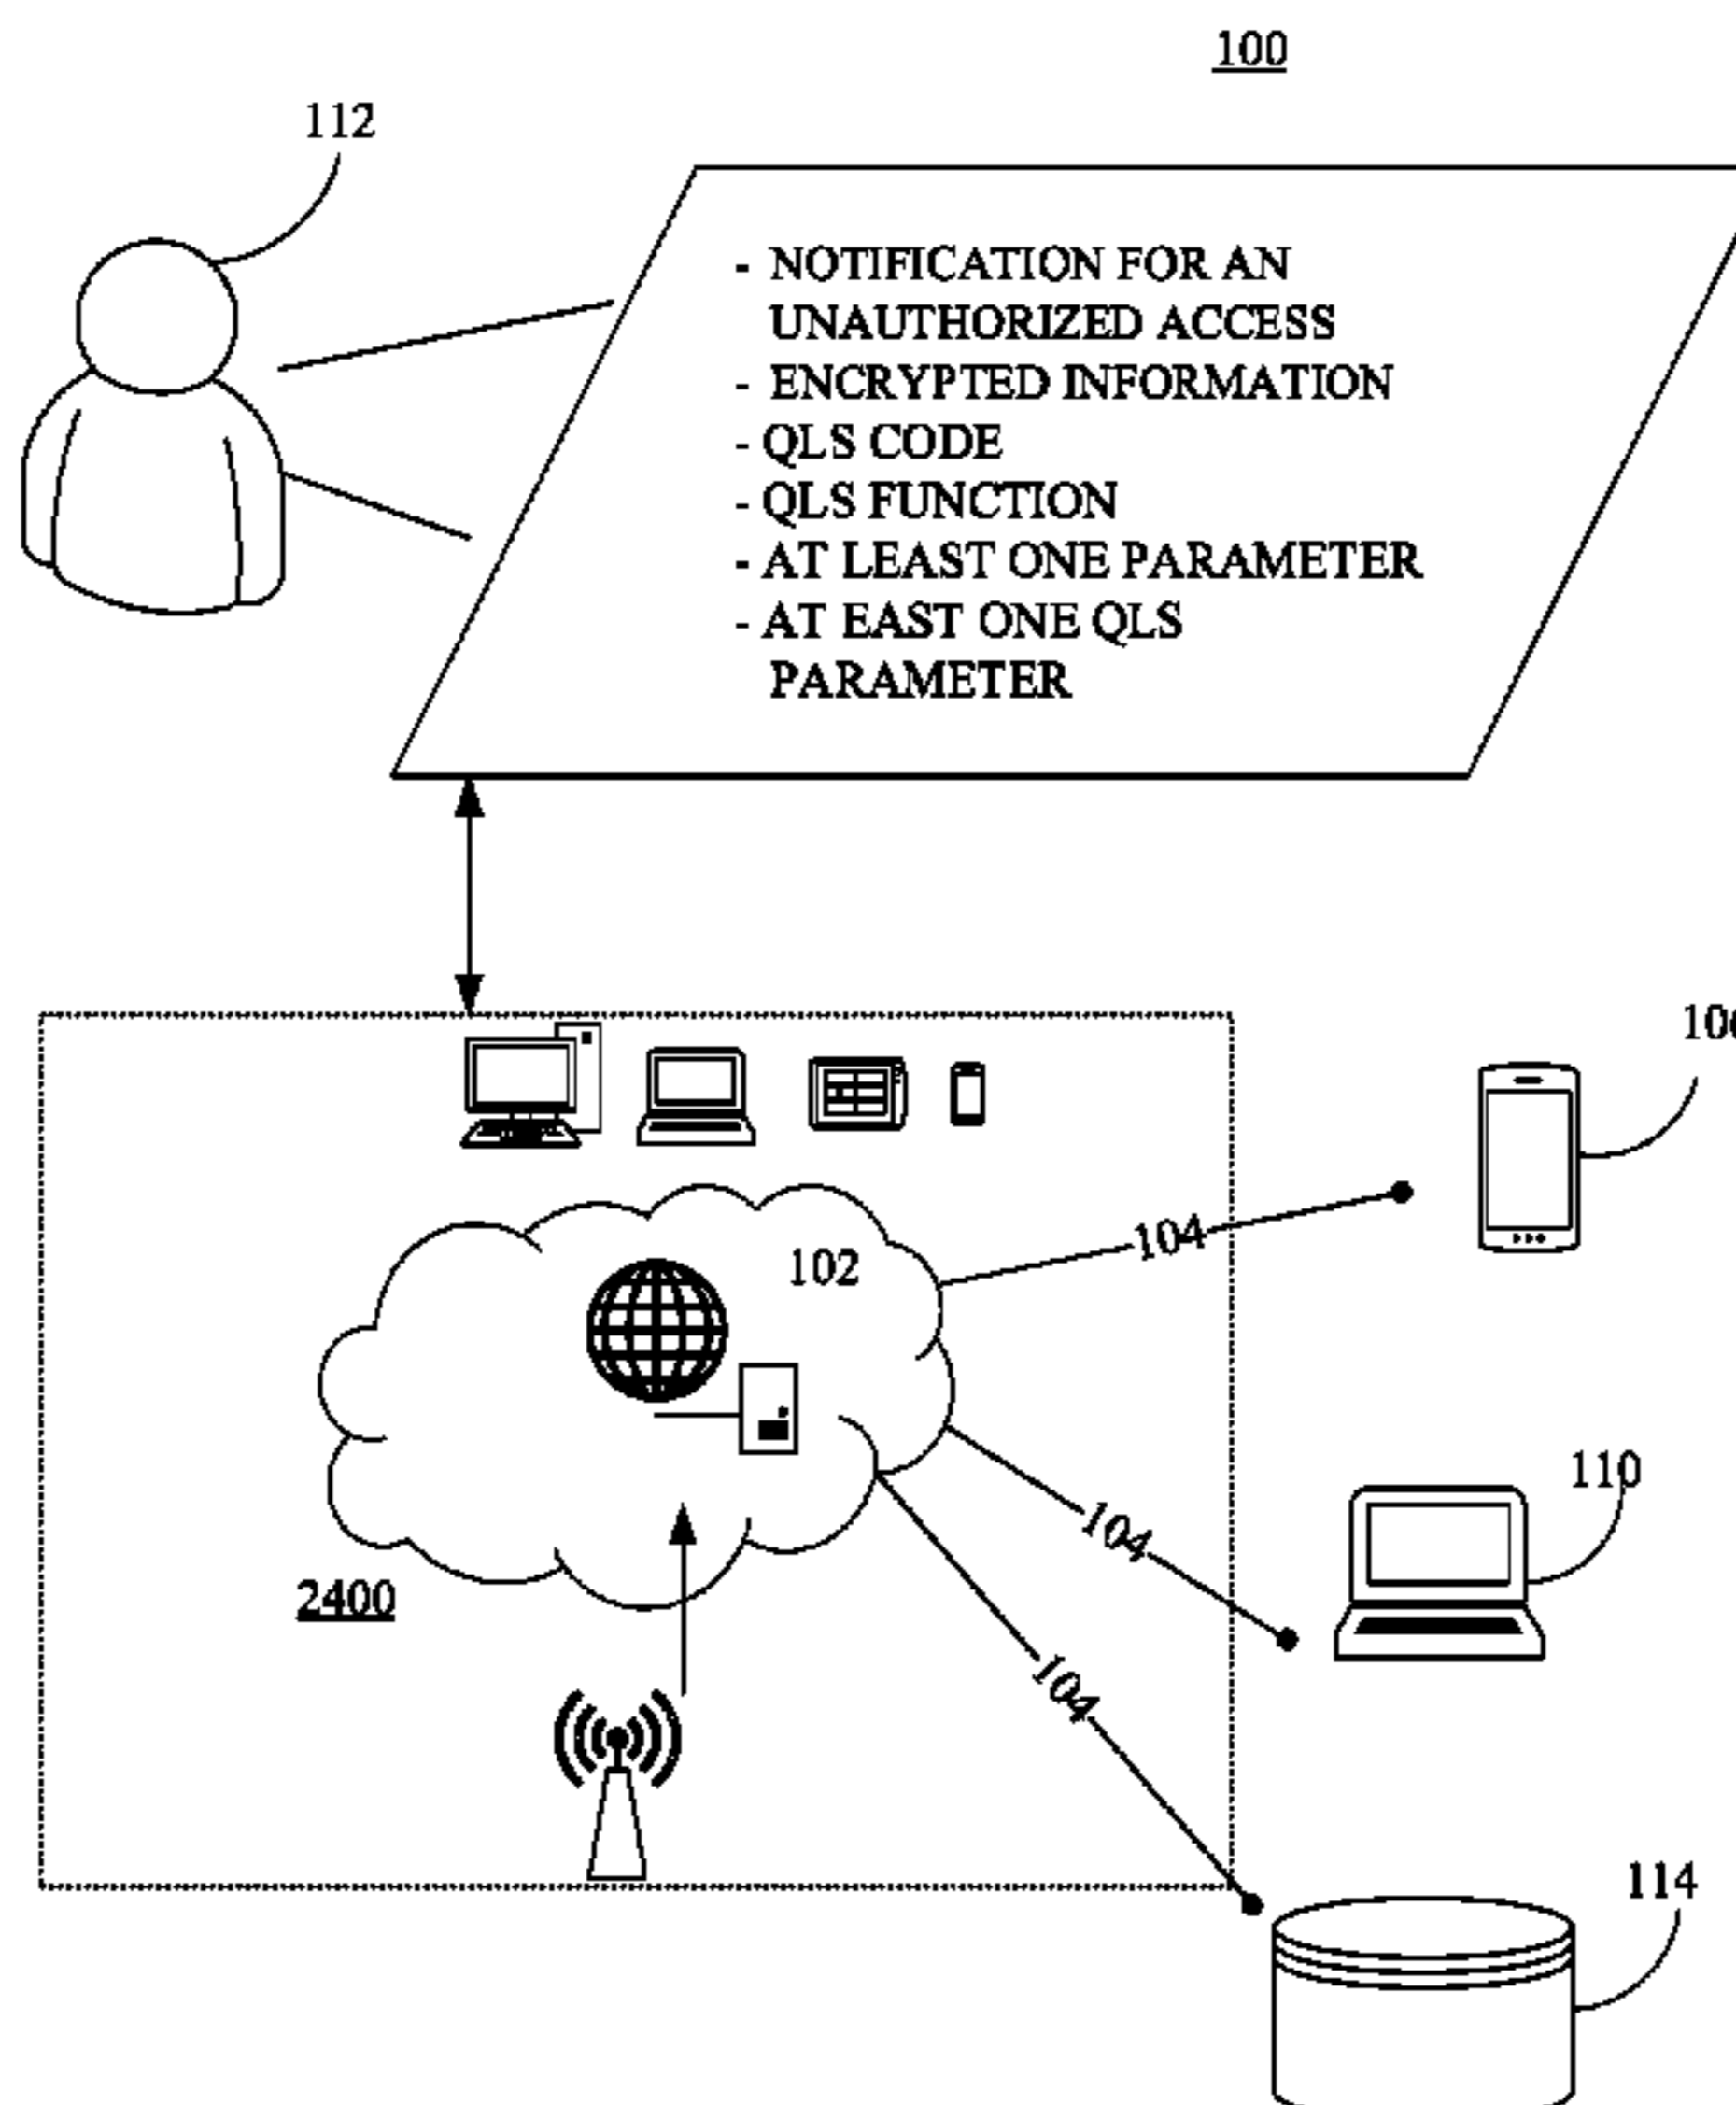 100
112
- NOTIFICATION FOR AN
UNAUTHORIZED ACCESS
- ENCRYPTED INFORMATION
- QLS CODE
- QLS FUNCTION
- AT LEAST ONE PARAMETER
- AT EAST ONE QLS
PARAMETER
102
104
110
104
2400
104
114